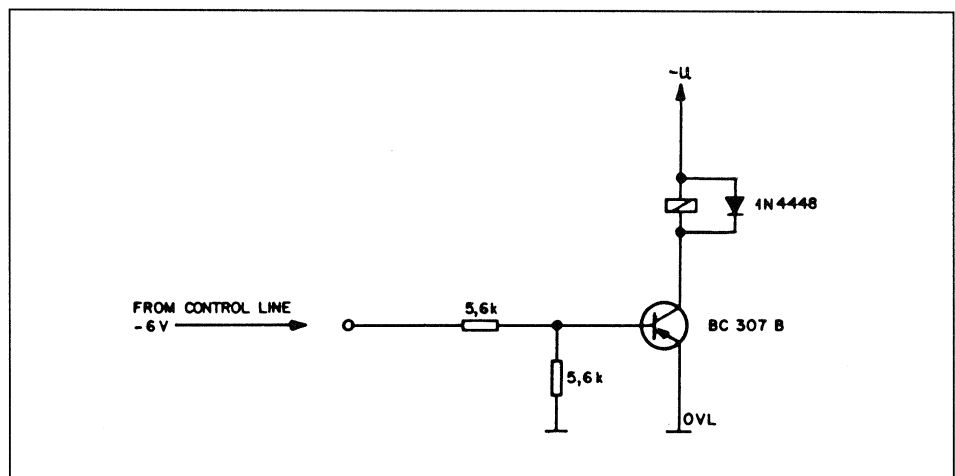 -U
1N4448
FROM CONTROL LINE
-6V
5,6k
BC 307 B
5,6k
0VL